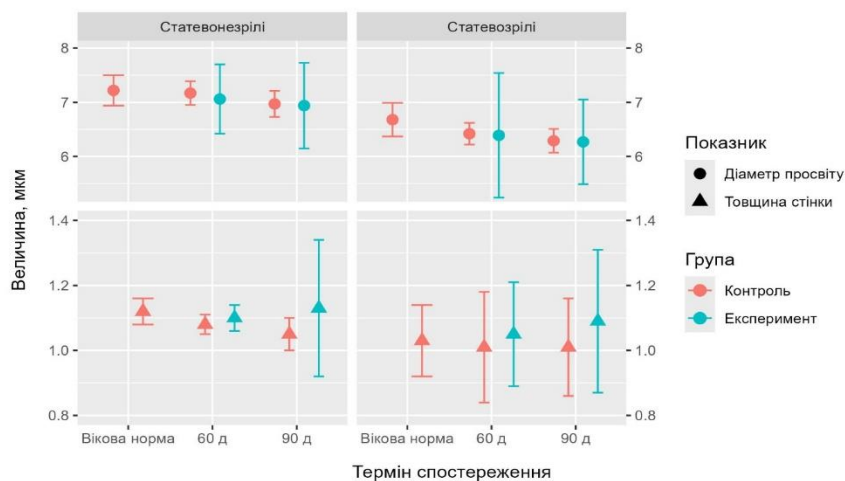 Статевонезрілі
Статевозрілі
8
7
6
8
7
6
Величина, мкм
1.4
1.2
1.0
0.8
1.4
1.2
1.0
0.8
Вікова норма
60 д
90 д
Вікова норма
60 д
90 д
Термін спостереження
Показник
Діаметр просвіту
Товщина стінки
Група
Контроль
Експеримент